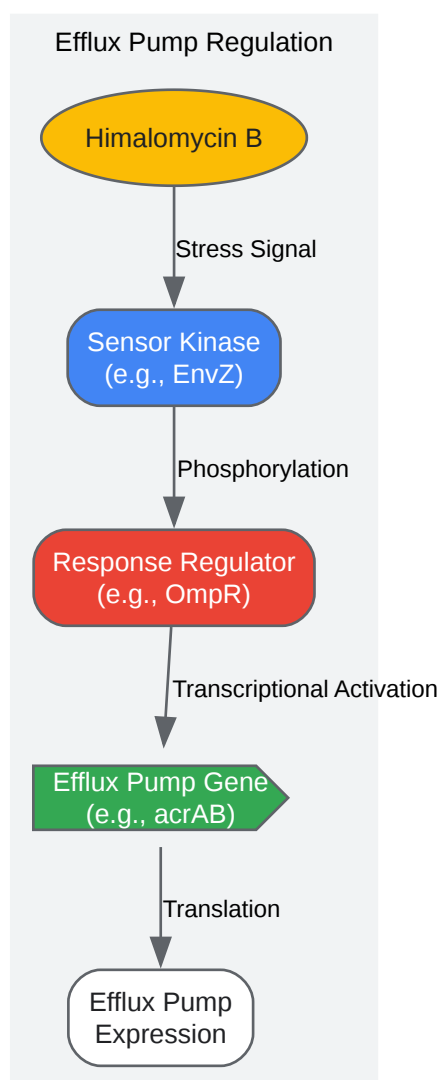 Efflux Pump Regulation
Himalomycin B
Stress Signal
Sensor Kinase
(e.g., EnvZ)
Phosphorylation
Response Regulator
(e.g., OmpR)
Transcriptional Activation
Efflux Pump Gene
(e.g., acrAB)
Translation
Efflux Pump
Expression